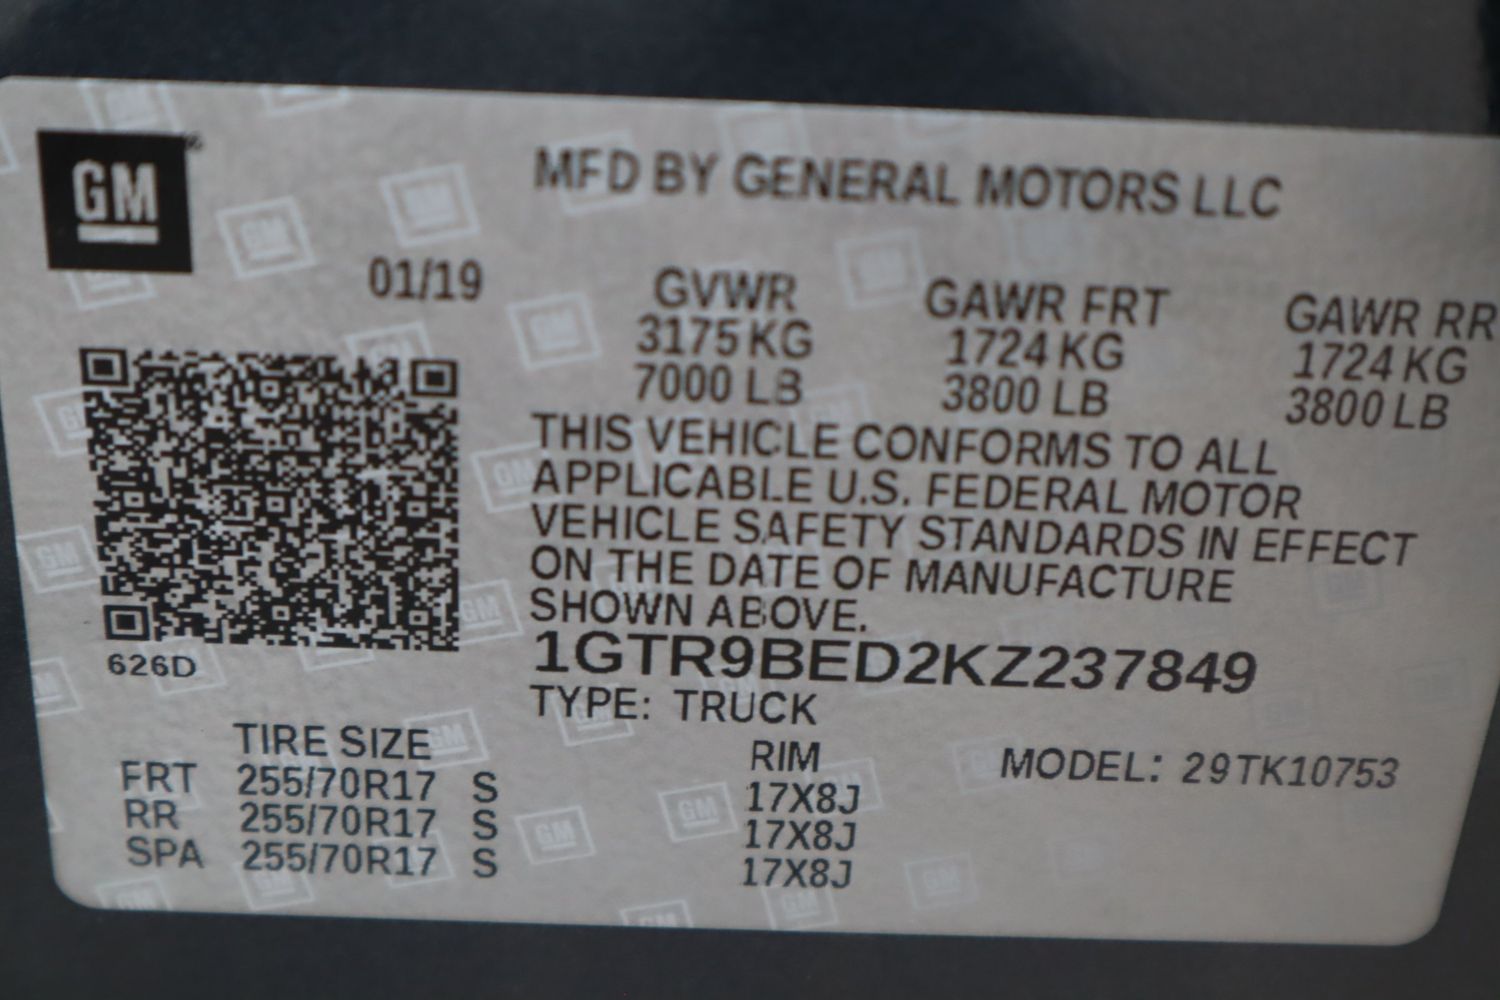 GM
MFD BY GENERAL MOTORS LLC
01/19
GVWR GAWR FRT GAWR RR
3175 KG 1724 KG 1724 KG
7000 LB 3800 LB 3800 LB
THIS VEHICLE CONFORMS TO ALL
APPLICABLE U.S. FEDERAL MOTOR
VEHICLE SAFETY STANDARDS IN EFFECT
ON THE DATE OF MANUFACTURE
SHOWN ABOVE.
1GTR9BED2KZ237849
626D
TYPE: TRUCK
TIRE SIZE RIM MODEL: 29TK10753
FRT 255/70R17 S 17X8J
RR 255/70R17 S 17X8J
SPA 255/70R17 S 17X8J